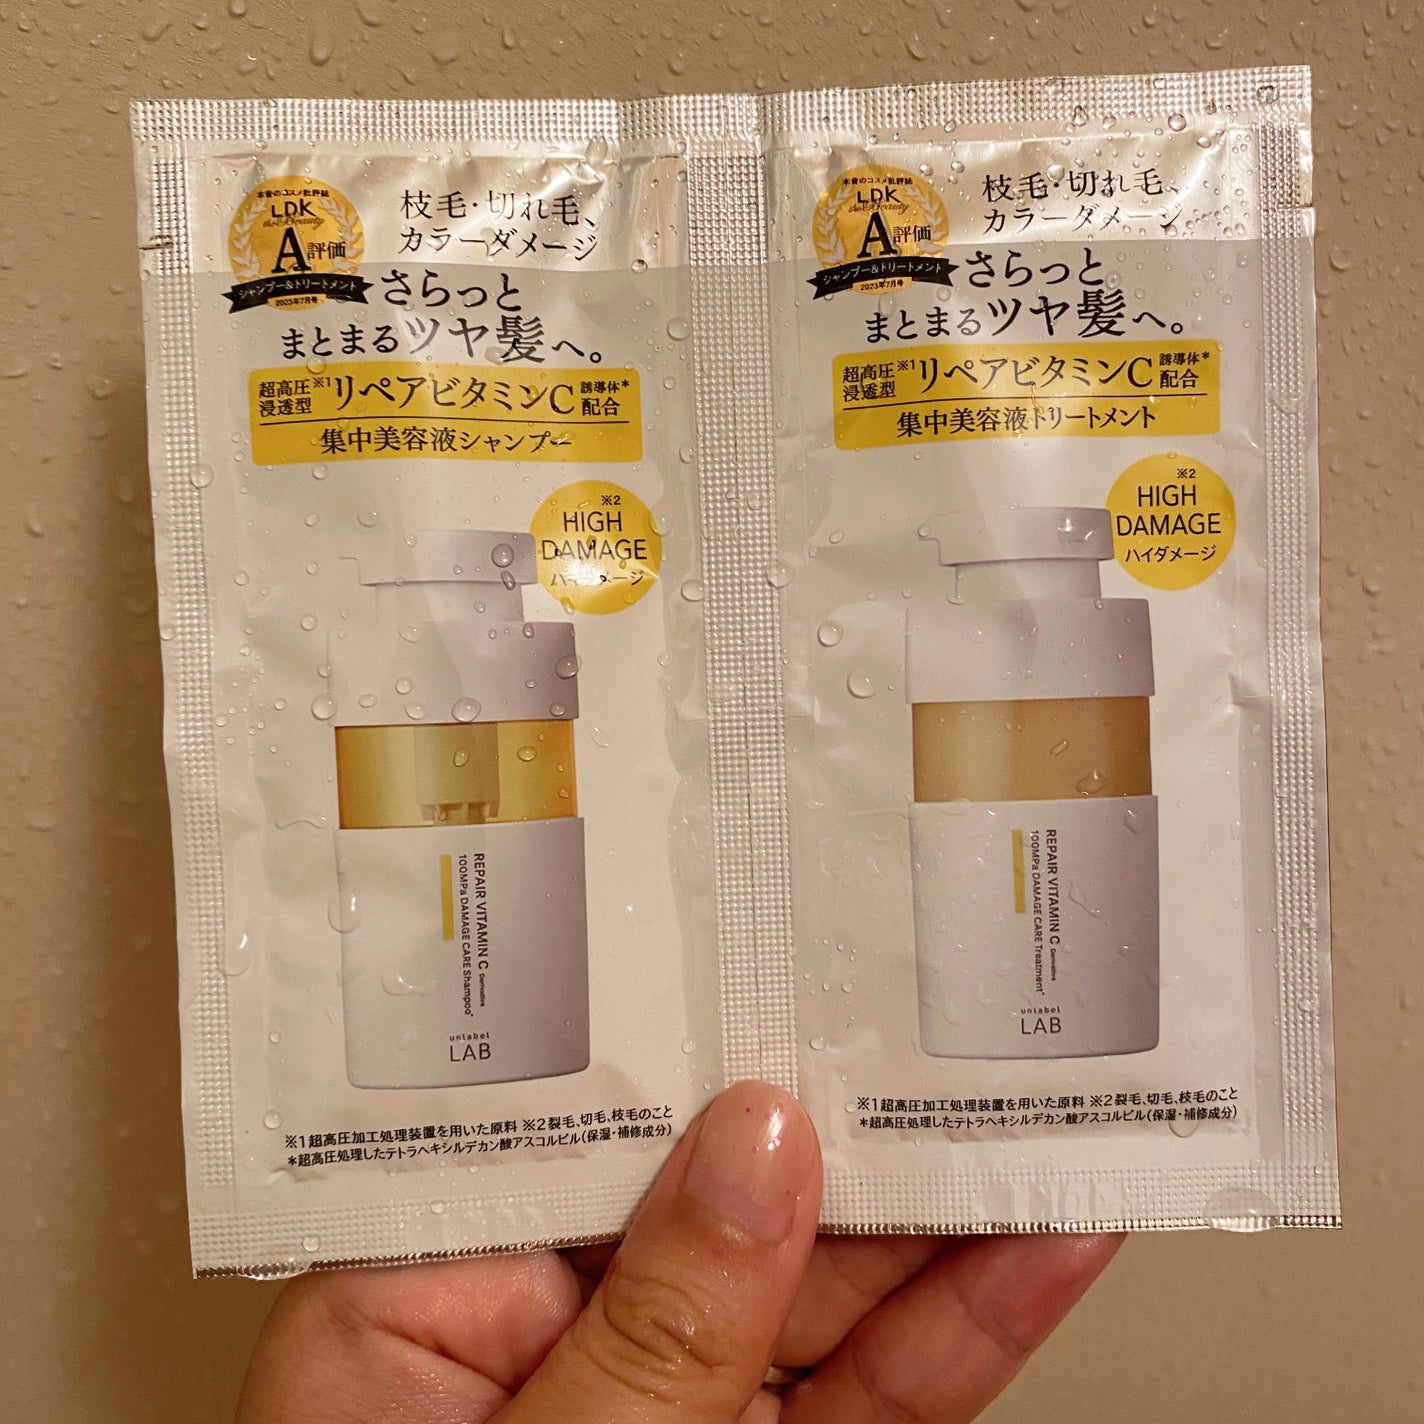 本音のコスメ批評誌
LDK
the Beauty
A評価
シャンプー&トリートメント
2023年7月号
枝毛・切れ毛、
カラーダメージ
さらっと
まとまるツヤ髪へ。
超高圧浸透型※1リペアビタミンC誘導体*配合
集中美容液シャンプー
※2
HIGH
DAMAGE
ハイダメージ
REPAIR VITAMIN C Derivative
100MPa DAMAGE CARE Shampoo*
unlabel
LAB
※1超高圧加工処理装置を用いた原料 ※2裂毛、切毛、枝毛のこと
*超高圧処理したテトラヘキシルデカン酸アスコルビル(保湿・補修成分)
本音のコスメ批評誌
LDK
the Beauty
A評価
シャンプー&トリートメント
2023年7月号
枝毛・切れ毛、
カラーダメージ
さらっと
まとまるツヤ髪へ。
超高圧浸透型※1リペアビタミンC誘導体*配合
集中美容液トリートメント
※2
HIGH
DAMAGE
ハイダメージ
REPAIR VITAMIN C Derivative
100MPa DAMAGE CARE Treatment*
unlabel
LAB
※1超高圧加工処理装置を用いた原料 ※2裂毛、切毛、枝毛のこと
*超高圧処理したテトラヘキシルデカン酸アスコルビル(保湿・補修成分)